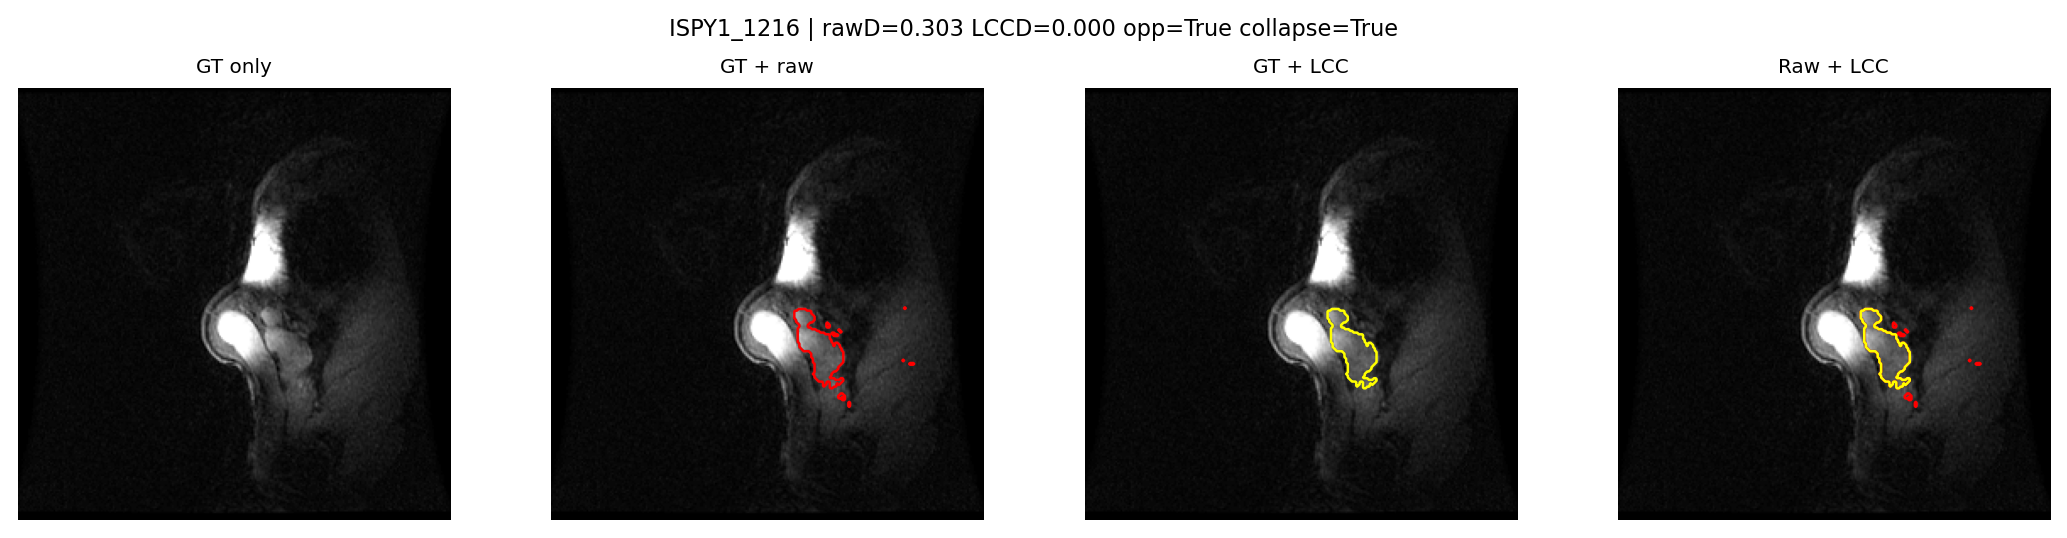 ISPY1_1216 | rawD=0.303 LCCD=0.000 opp=True collapse=True
GT only
GT + raw
GT + LCC
Raw + LCC